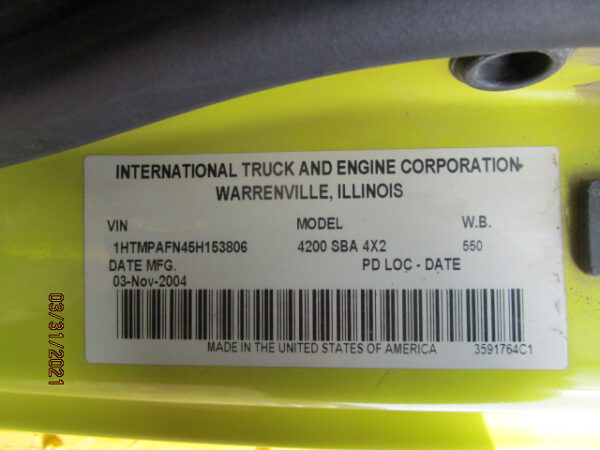 INTERNATIONAL TRUCK AND ENGINE CORPORATION
WARRENVILLE, ILLINOIS
VIN MODEL W.B.
1HTMPAFN45H153806 4200 SBA 4X2 550
DATE MFG. PD LOC - DATE
03-Nov-2004
MADE IN THE UNITED STATES OF AMERICA 3591764C1
03/31/2021